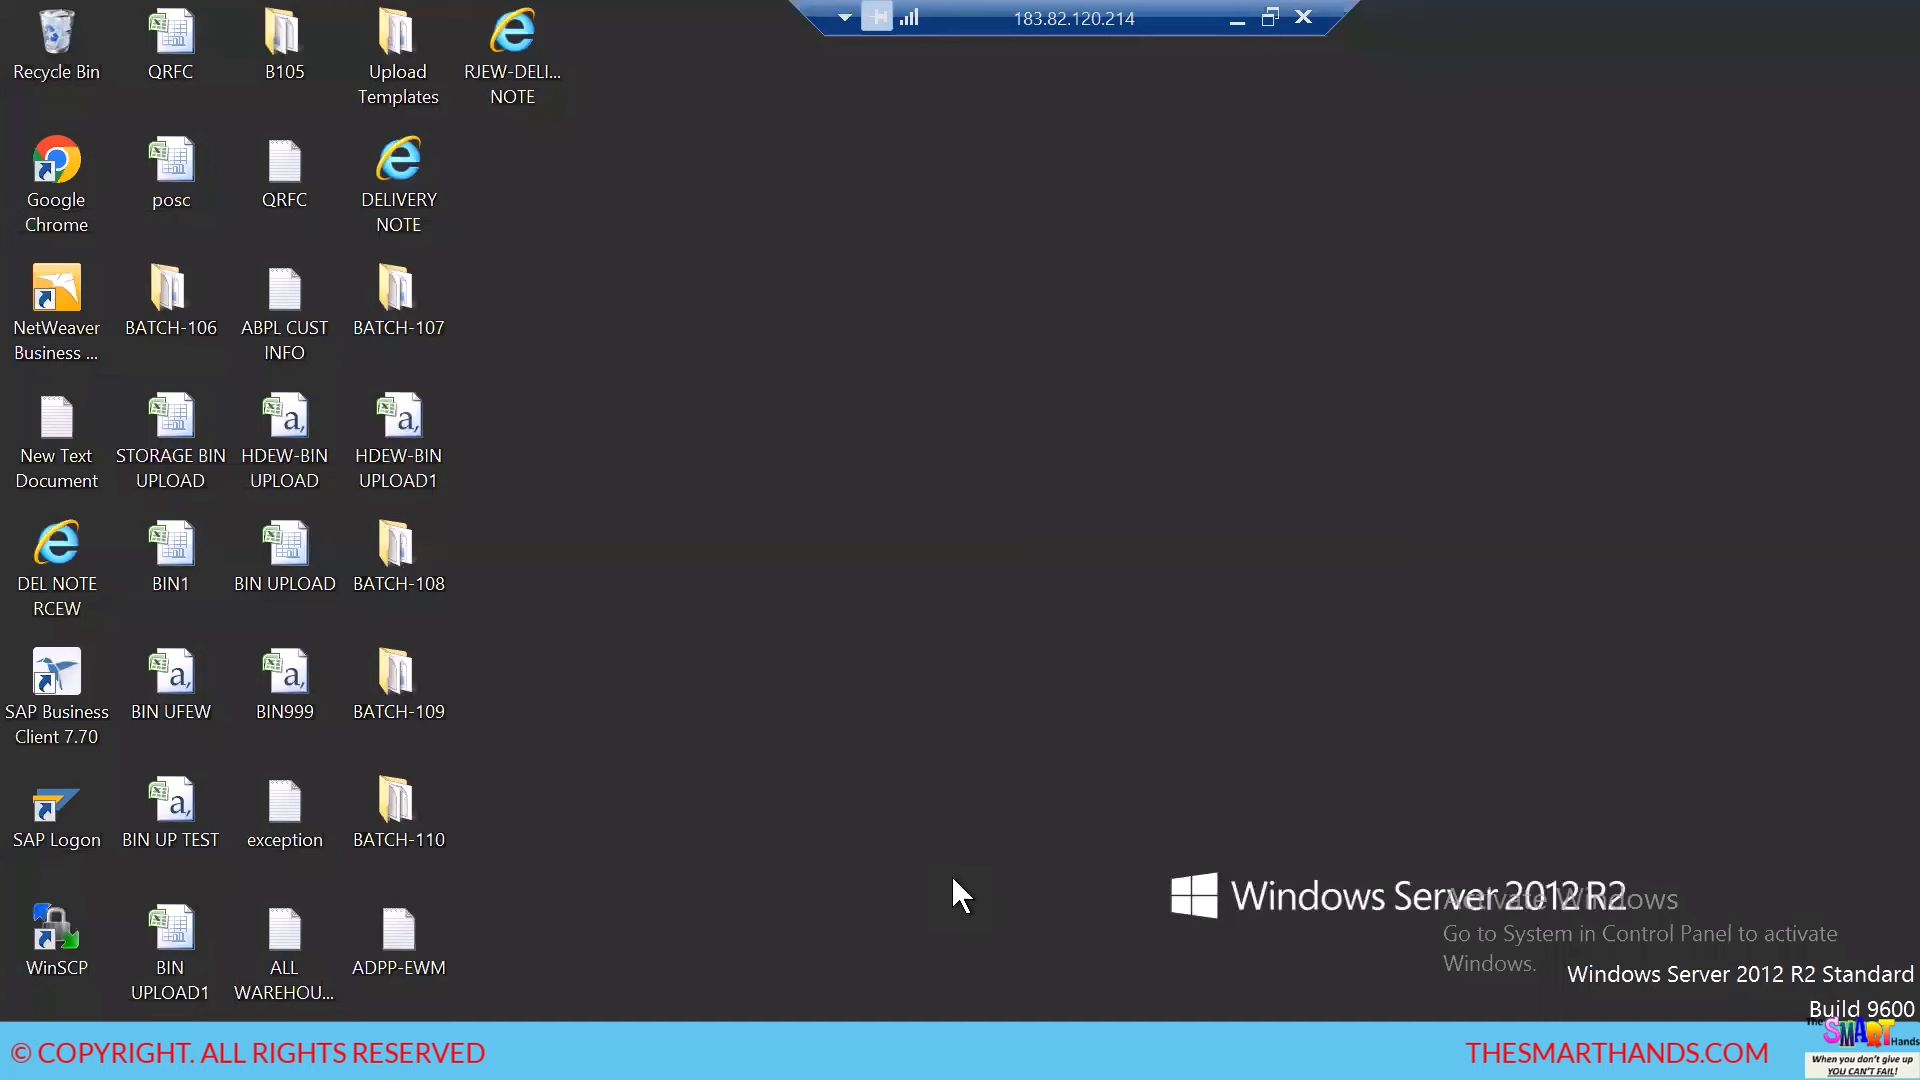 183.82.120.214
Recycle Bin
QRFC
B105
Upload
Templates
RJEW-DELI...
NOTE
Google
Chrome
posc
QRFC
DELIVERY
NOTE
NetWeaver
Business ...
BATCH-106
ABPL CUST
INFO
BATCH-107
New Text
Document
STORAGE BIN
UPLOAD
HDEW-BIN
UPLOAD
HDEW-BIN
UPLOAD1
DEL NOTE
RCEW
BIN1
BIN UPLOAD
BATCH-108
SAP Business
Client 7.70
BIN UFEW
BIN999
BATCH-109
SAP Logon
BIN UP TEST
exception
BATCH-110
WinSCP
BIN
UPLOAD1
ALL
WAREHOU...
ADPP-EWM
Windows Server 2012 R2
Activate Windows
Go to System in Control Panel to activate
Windows.
Windows Server 2012 R2 Standard
Build 9600
© COPYRIGHT. ALL RIGHTS RESERVED
THESMARTHANDS.COM
The
SMART
Hands
When you don't give up
YOU CAN'T FAIL!